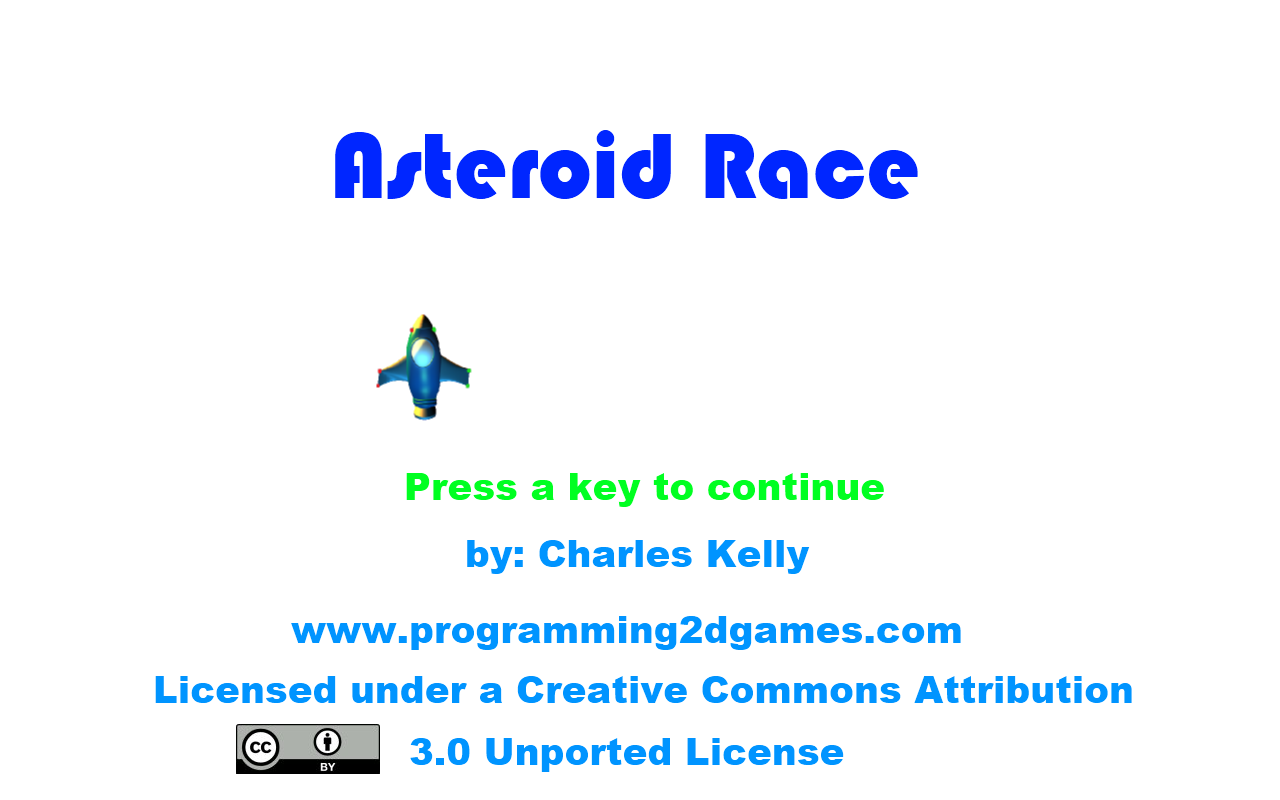 Asteroid Race
Press a key to continue
by: Charles Kelly
www.programming2dgames.com
Licensed under a Creative Commons Attribution
cc BY 3.0 Unported License